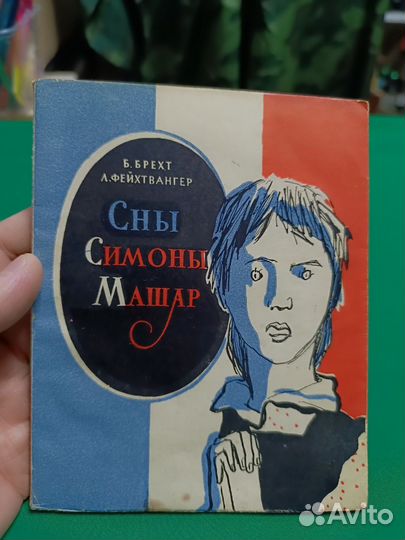 Б. БРЕХТ
Л. ФЕЙХТВАНГЕР
СНЫ
СИМОНЫ
МАШАР
Avito